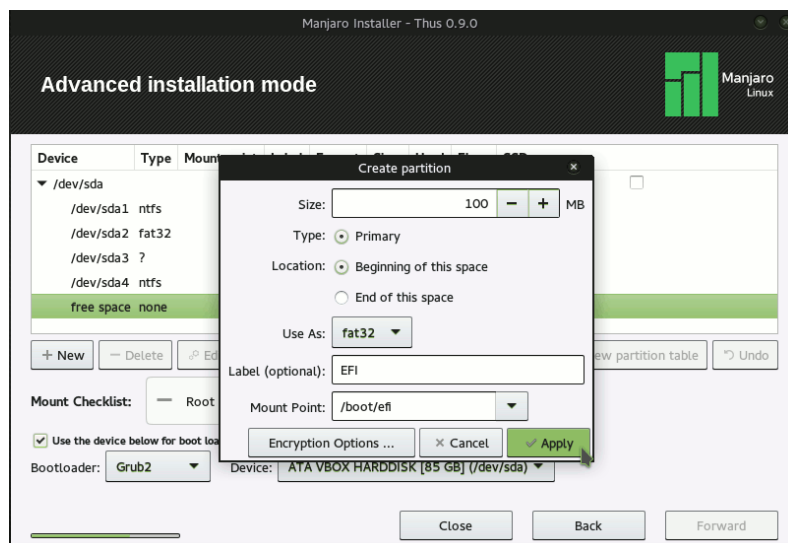 Manjaro Installer - Thus 0.9.0
Advanced installation mode
Manjaro
Linux
Device Type
Create partition
/dev/sda
/dev/sda1 ntfs
/dev/sda2 fat32
/dev/sda3 ?
/dev/sda4 ntfs
free space none
Size: 100 MB
Type: Primary
Location: Beginning of this space
End of this space
Use As: fat32
Label (optional): EFI
Mount Point: /boot/efi
Encryption Options ... Cancel Apply
New Delete partition table Undo
Mount Checklist: Root
Use the device below for boot
Bootloader: Grub2 Device: ATA VBOX HARDDISK [85 GB] (/dev/sda)
Close Back Forward